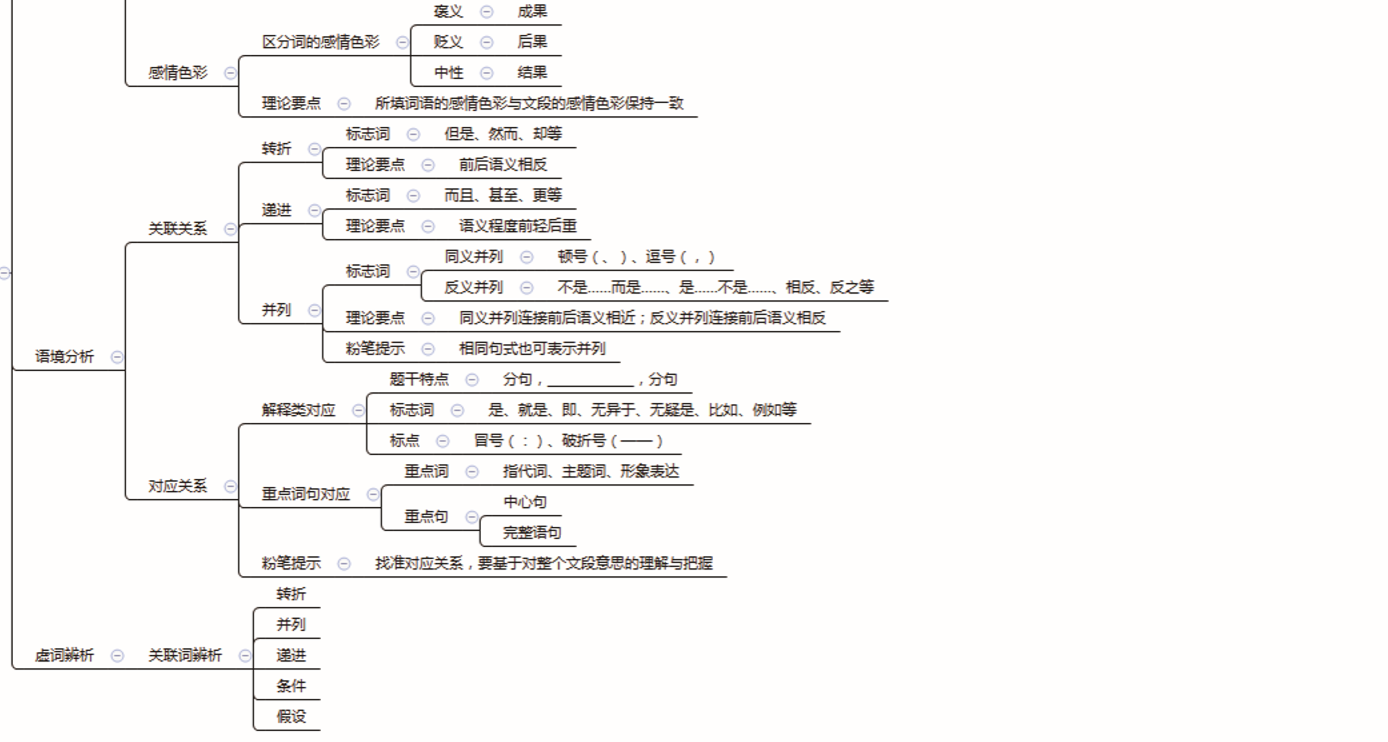 褒义 成果
区分词的感情色彩 贬义 后果
感情色彩 中性 结果
理论要点 所填词语的感情色彩与文段的感情色彩保持一致
标志词 但是、然而、却等
转折
理论要点 前后语义相反
标志词 而且、甚至、更等
递进
关联关系 理论要点 语义程度前轻后重
同义并列 顿号（、）、逗号（，）
标志词
反义并列 不是……而是……、是……不是……、相反、反之等
并列
理论要点 同义并列连接前后语义相近；反义并列连接前后语义相反
粉笔提示 相同句式也可表示并列
语境分析
题干特点 分句，__________，分句
解释类对应 标志词 是、就是、即、无异于、无疑是、比如、例如等
标点 冒号（：）、破折号（——）
重点词 指代词、主题词、形象表达
对应关系 重点词句对应
中心句
重点句
完整语句
粉笔提示 找准对应关系，要基于对整个文段意思的理解与把握
转折
并列
虚词辨析 关联词辨析 递进
条件
假设